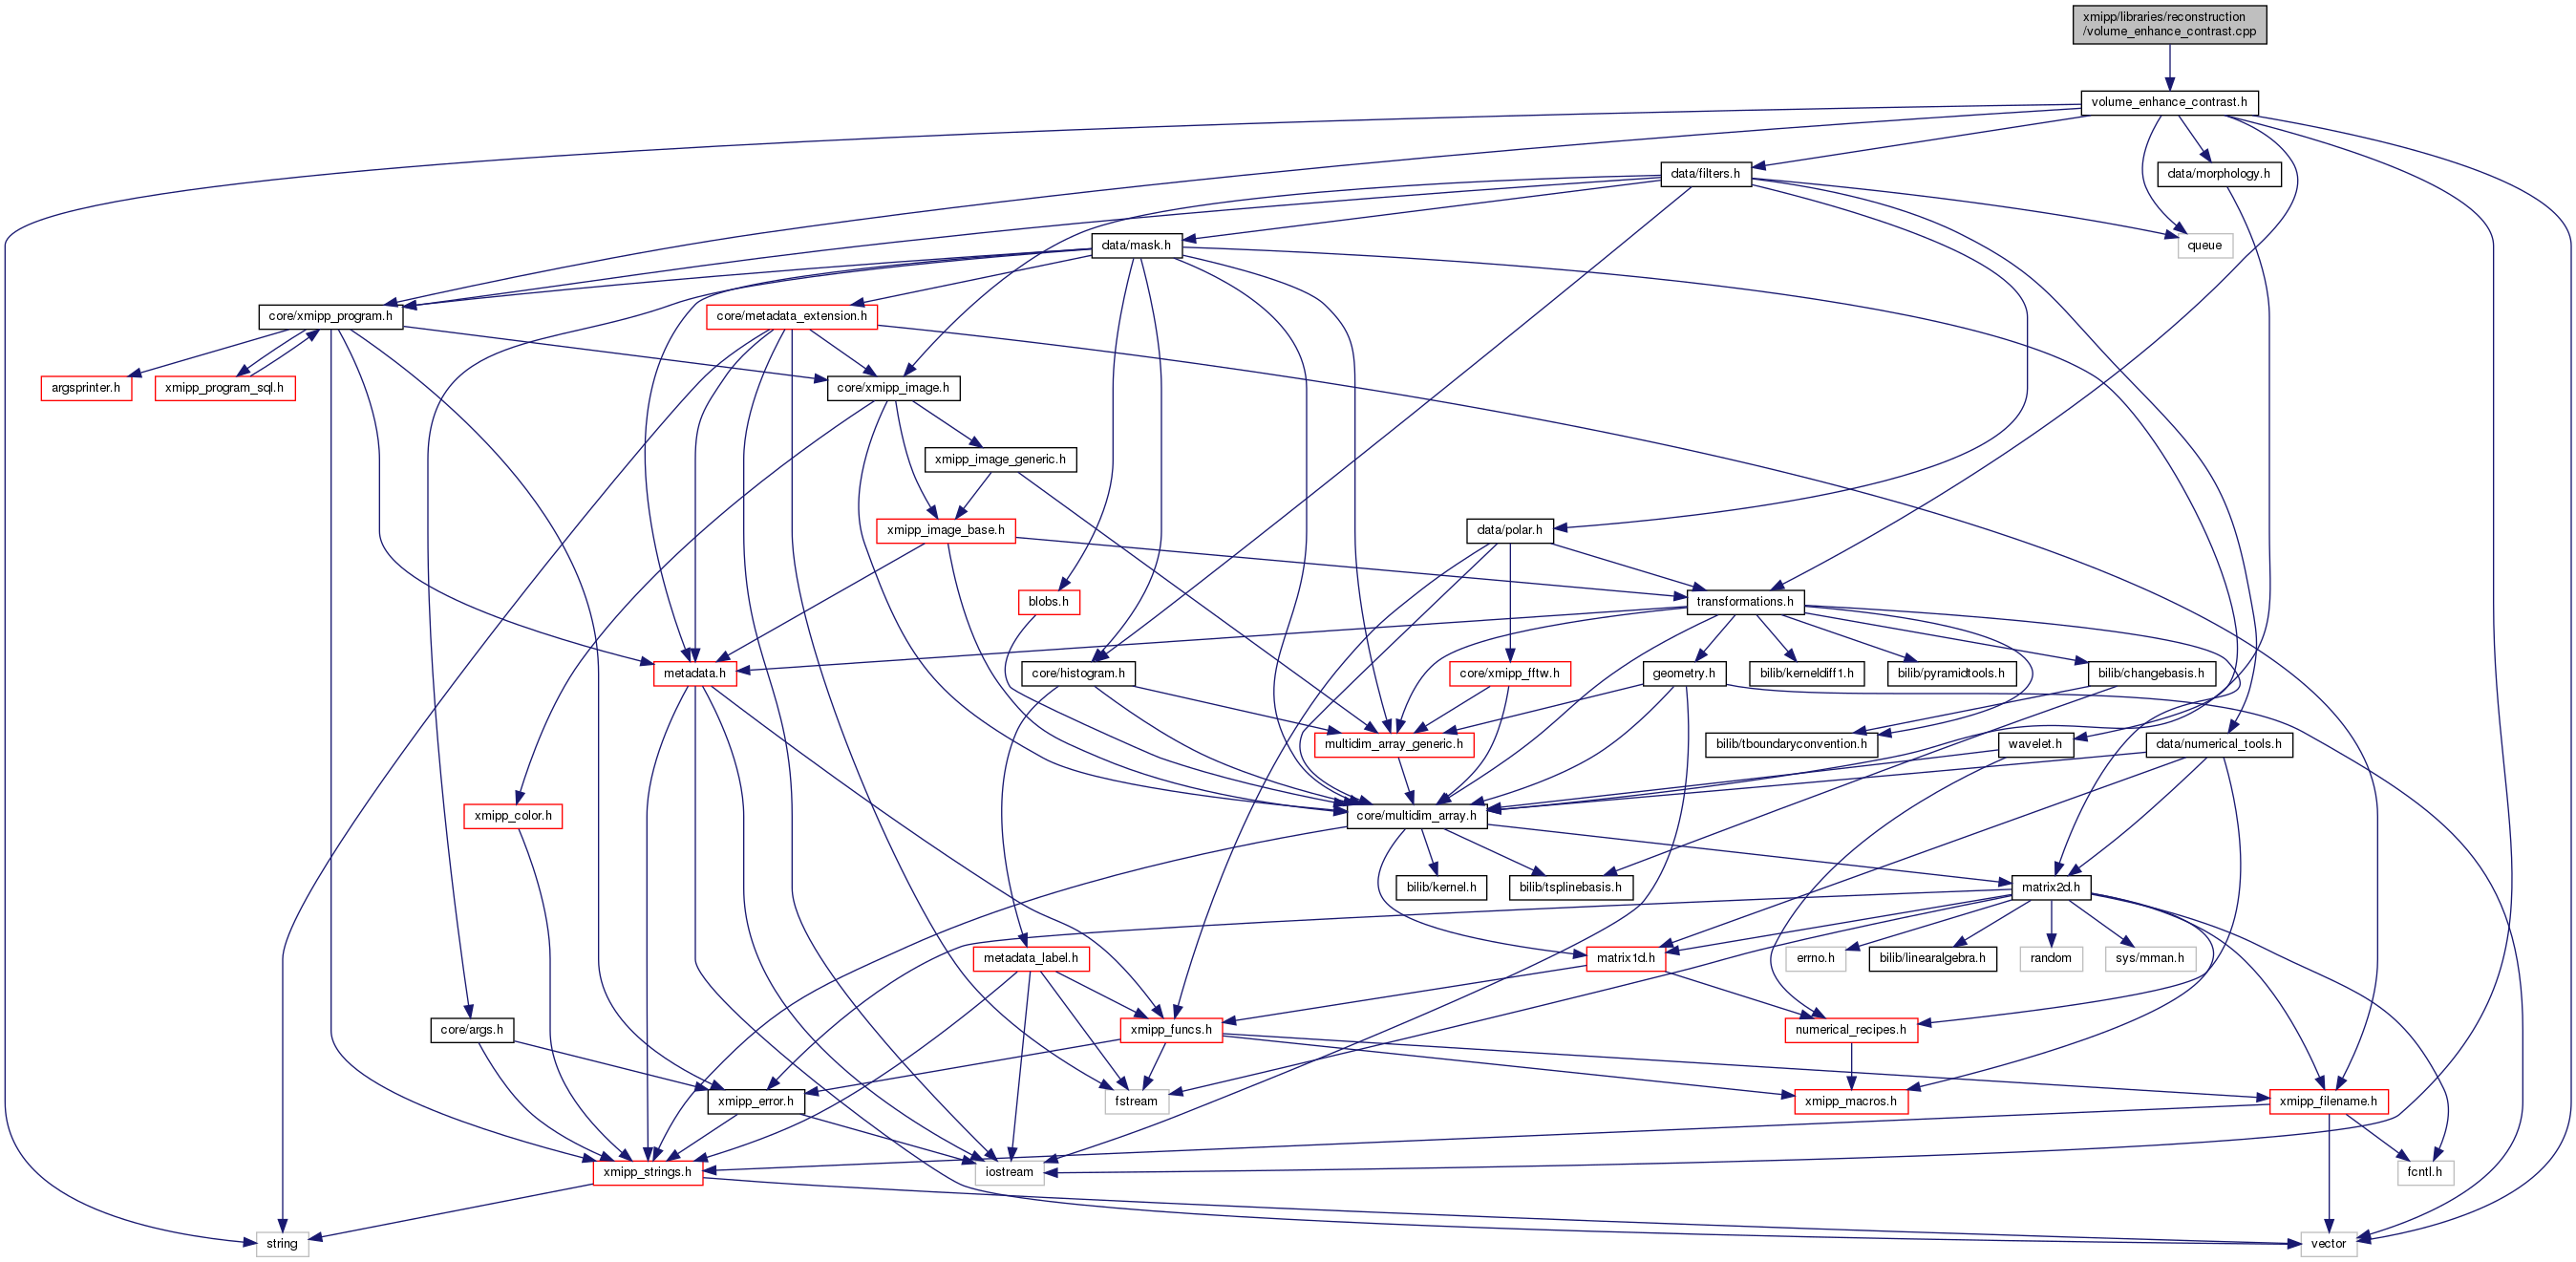 xmipp/libraries/reconstruction
/volume_enhance_contrast.cpp
volume_enhance_contrast.h
data/filters.h
data/morphology.h
data/mask.h
queue
core/xmipp_program.h
core/metadata_extension.h
argsprinter.h
xmipp_program_sql.h
core/xmipp_image.h
xmipp_image_generic.h
xmipp_image_base.h
data/polar.h
blobs.h
transformations.h
metadata.h
core/histogram.h
core/xmipp_fftw.h
geometry.h
bilib/kerneldiff1.h
bilib/pyramidtools.h
bilib/changebasis.h
multidim_array_generic.h
bilib/tboundaryconvention.h
wavelet.h
data/numerical_tools.h
xmipp_color.h
core/multidim_array.h
bilib/kernel.h
bilib/tsplinebasis.h
matrix2d.h
metadata_label.h
matrix1d.h
errno.h
bilib/linearalgebra.h
random
sys/mman.h
core/args.h
xmipp_funcs.h
numerical_recipes.h
xmipp_error.h
fstream
xmipp_macros.h
xmipp_filename.h
xmipp_strings.h
iostream
fcntl.h
string
vector